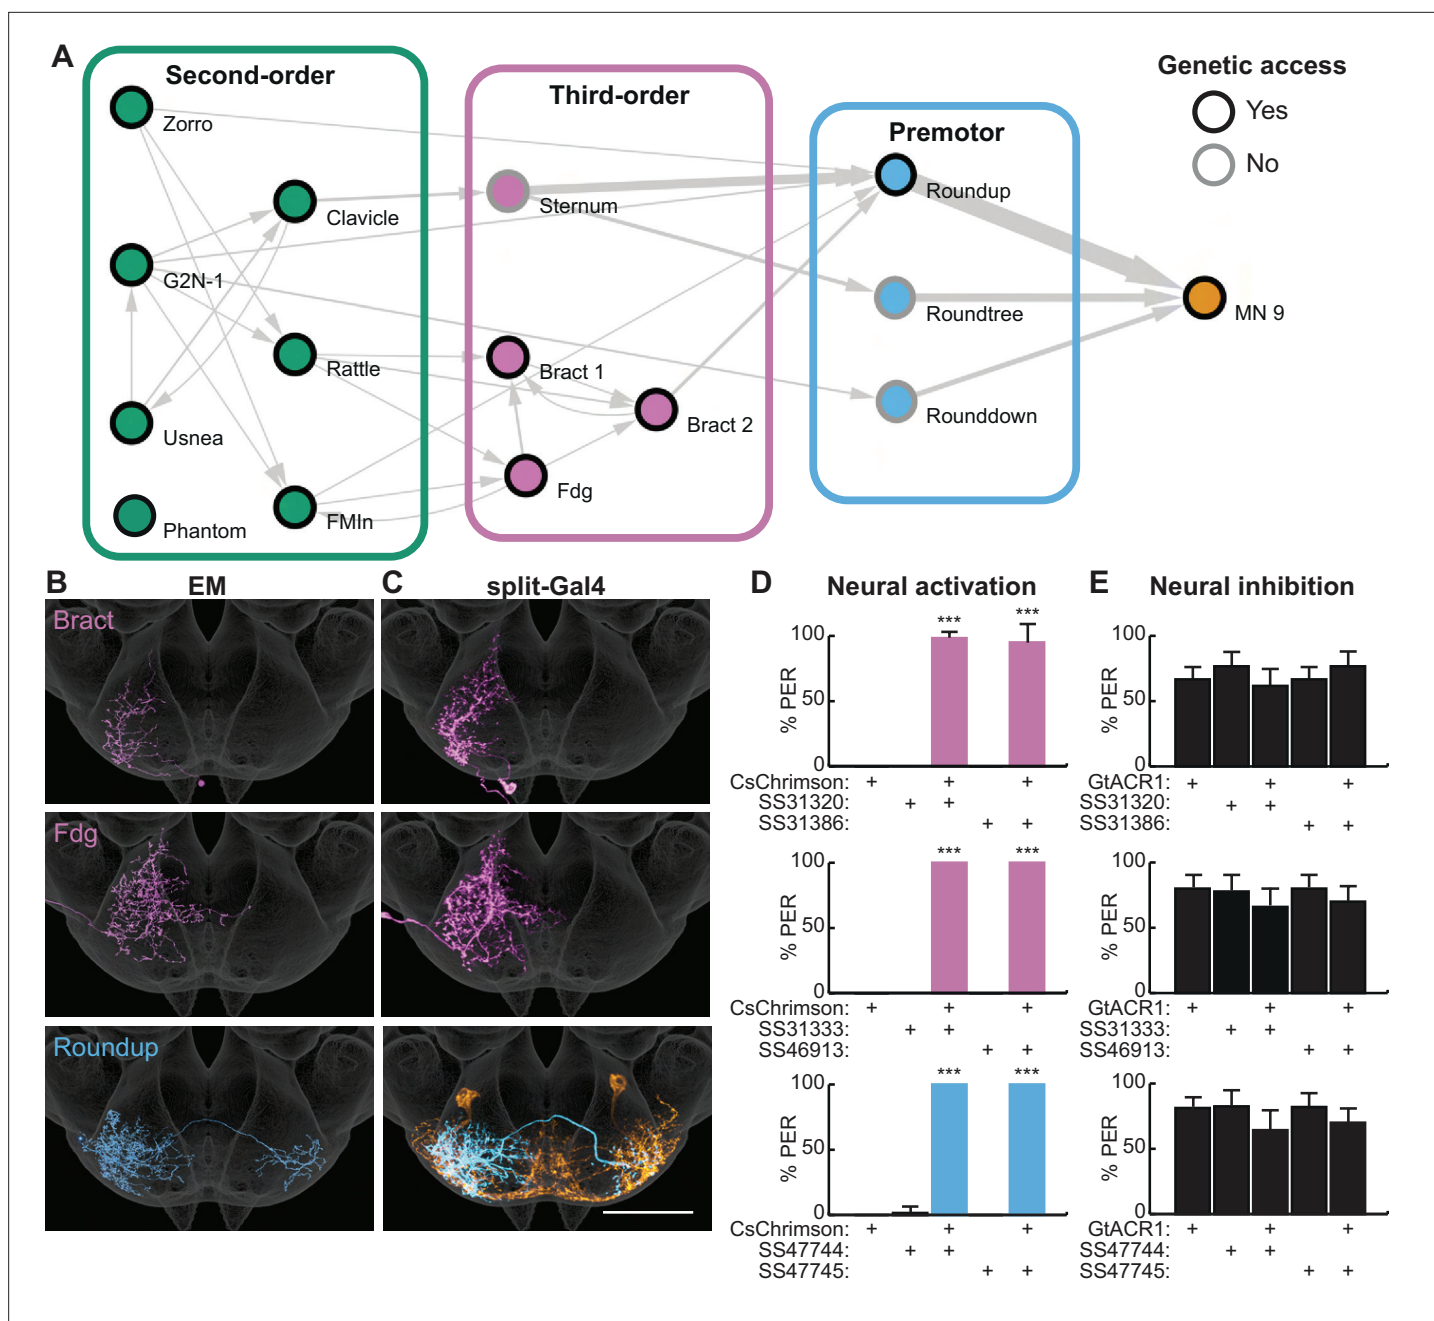 A
Second-order
Third-order
Premotor
Genetic access
Yes
No
Zorro
Clavicle
G2N-1
Rattle
Usnea
Phantom
FMIn
Sternum
Bract 1
Bract 2
Fdg
Roundup
Roundtree
Rounddown
MN 9
B EM
C split-Gal4
D Neural activation
E Neural inhibition
Bract
Fdg
Roundup
*** ***
100
50
0
% PER
CsChrimson: + + +
SS31320: + +
SS31386: + +
*** ***
100
50
0
% PER
CsChrimson: + + +
SS31333: + +
SS46913: + +
*** ***
100
50
0
% PER
CsChrimson: + + +
SS47744: + +
SS47745: + +
100
50
0
% PER
GtACR1: + + +
SS31320: + +
SS31386: + +
100
50
0
% PER
GtACR1: + + +
SS31333: + +
SS46913: + +
100
50
0
% PER
GtACR1: + + +
SS47744: + +
SS47745: + +